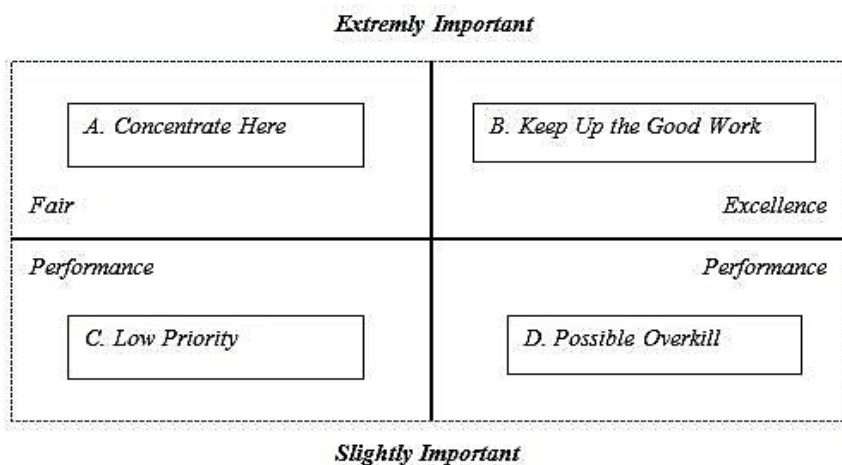 Extremly Important
A. Concentrate Here
B. Keep Up the Good Work
Fair
Excellence
Performance
Performance
C. Low Priority
D. Possible Overkill
Slightly Important